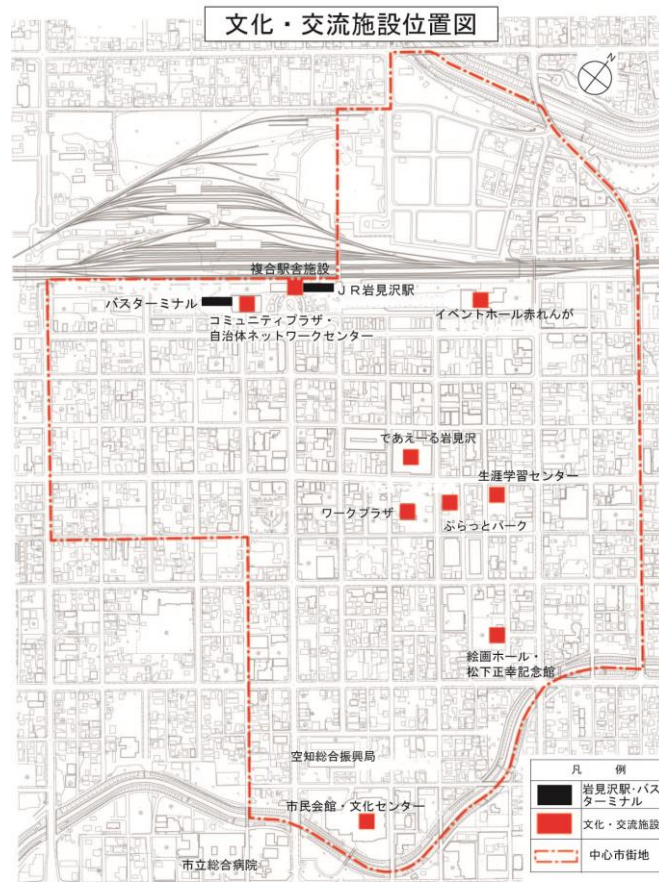 文化・交流施設位置図
N
複合駅舎施設
JR岩見沢駅
バスターミナル
コミュニティプラザ・
自治体ネットワークセンター
イベントホール赤れんが
であえーる岩見沢
生涯学習センター
ワークプラザ
ぷらっとパーク
絵画ホール・
松下正幸記念館
空知総合振興局
市民会館・文化センター
市立総合病院
凡 例
岩見沢駅・バス
ターミナル
文化・交流施設
中心市街地